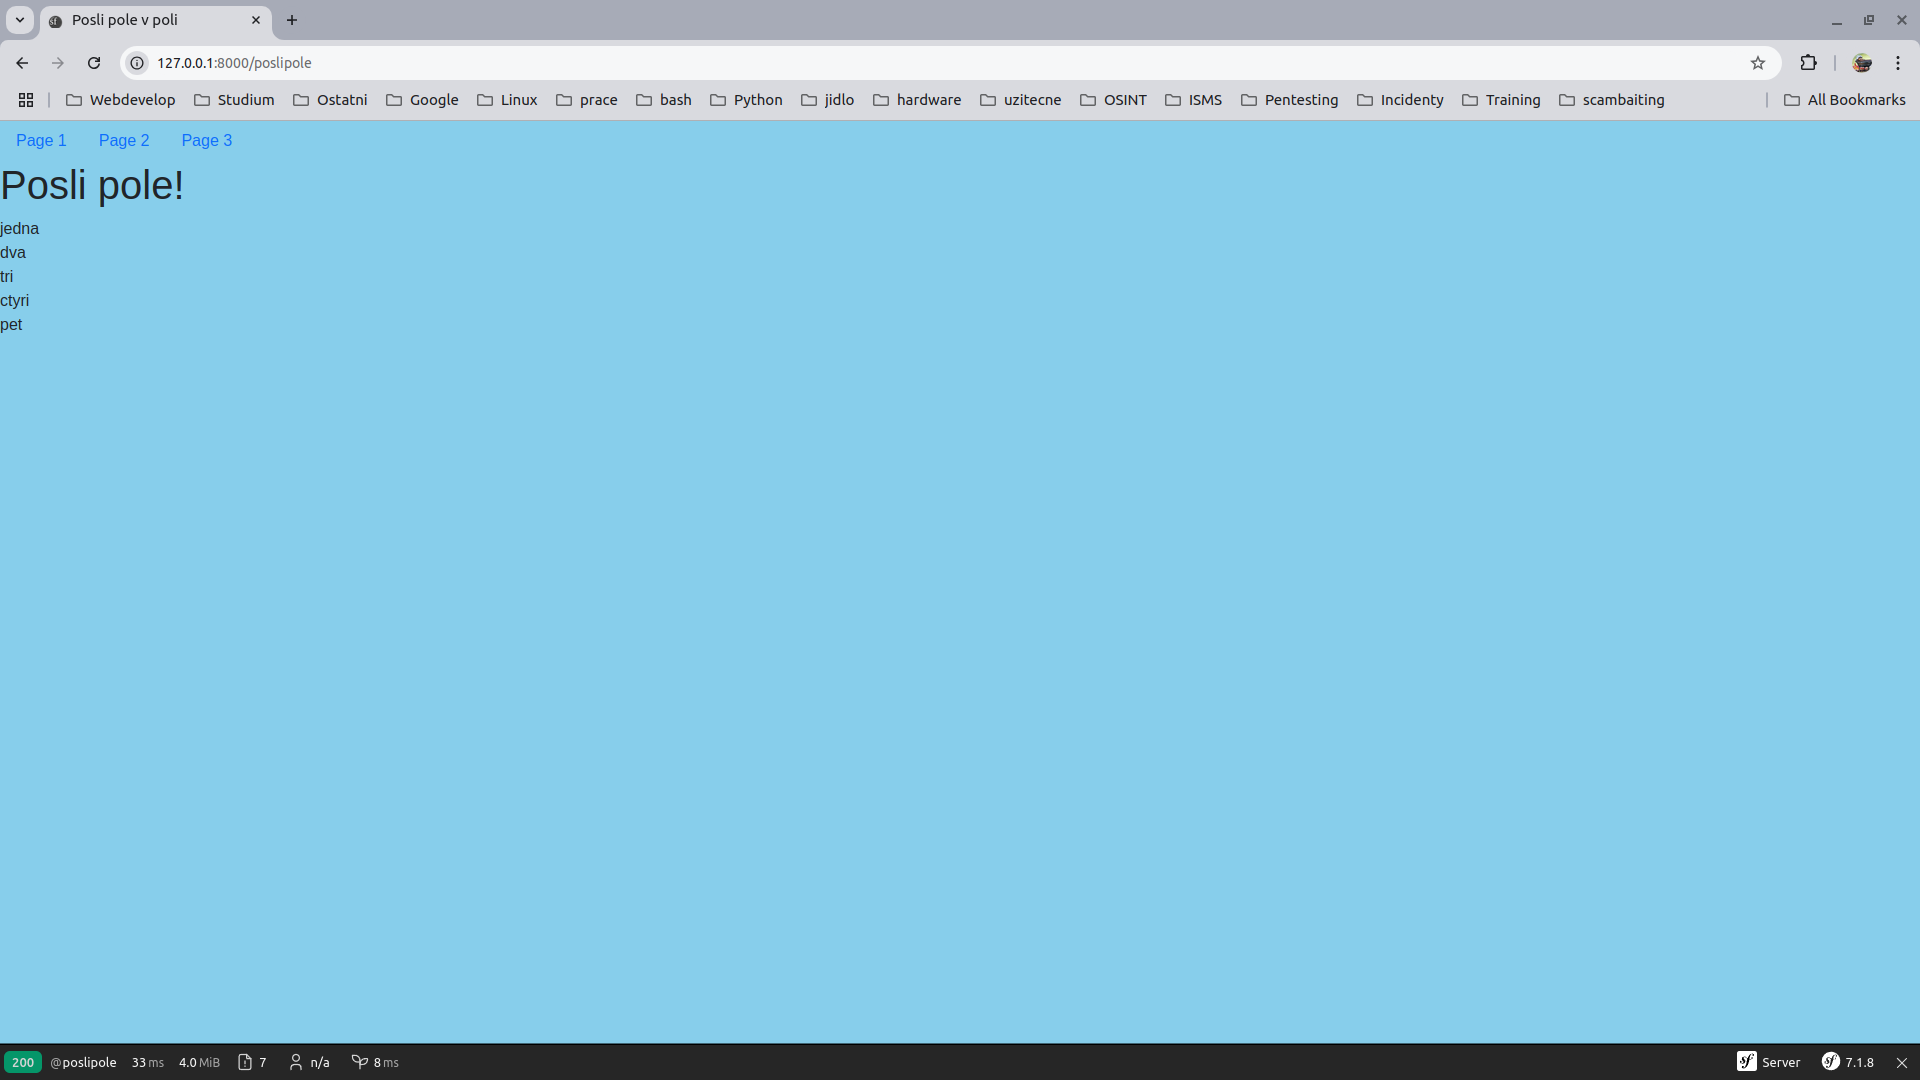 Posli pole v poli
127.0.0.1:8000/poslipole
Webdevelop Studium Ostatni Google Linux prace bash Python jidlo hardware uzitecne OSINT ISMS Pentesting Incidenty Training scambaiting All Bookmarks
Page 1 Page 2 Page 3
Posli pole!
jedna
dva
tri
ctyri
pet
200 @poslipole 33 ms 4.0 MiB 7 n/a 8 ms sf Server sf 7.1.8